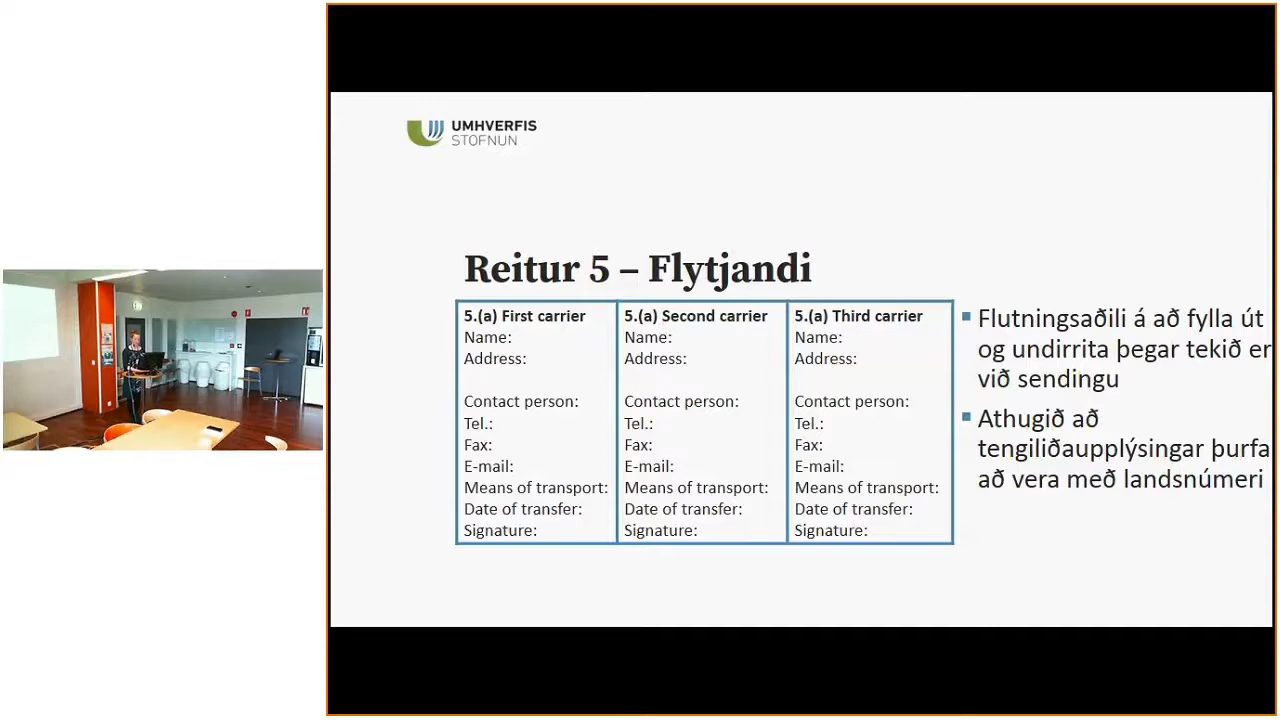 UMHVERFIS
STOFNUN
Reitur 5 – Flytjandi
5.(a) First carrier
Name:
Address:
Contact person:
Tel.:
Fax:
E-mail:
Means of transport:
Date of transfer:
Signature:
5.(a) Second carrier
Name:
Address:
Contact person:
Tel.:
Fax:
E-mail:
Means of transport:
Date of transfer:
Signature:
5.(a) Third carrier
Name:
Address:
Contact person:
Tel.:
Fax:
E-mail:
Means of transport:
Date of transfer:
Signature:
Flutningsaðili á að fylla út
og undirrita þegar tekið er
við sendingu
Athugið að
tengiliðaupplýsingar þurfa
að vera með landsnúmeri